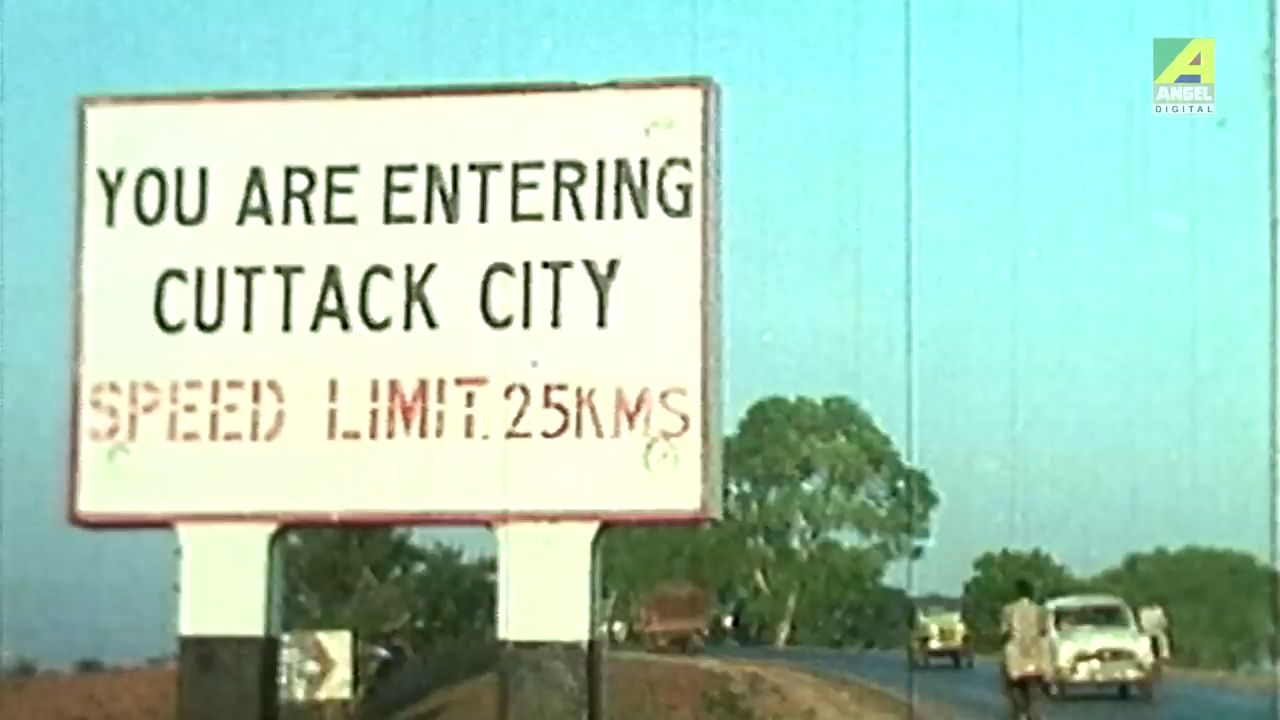 ANGEL
DIGITAL
YOU ARE ENTERING
CUTTACK CITY
SPEED LIMIT. 25KMS